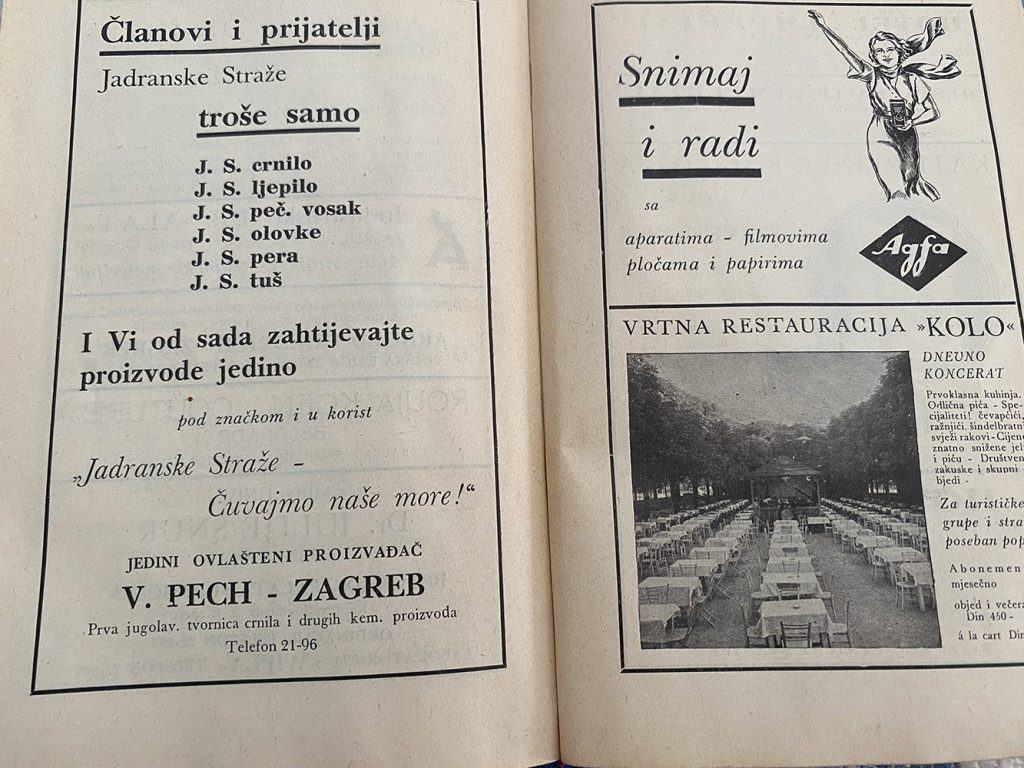 Članovi i prijatelji
Jadranske Straže
troše samo
J. S. crnilo
J. S. ljepilo
J. S. peč. vosak
J. S. olovke
J. S. pera
J. S. tuš
I Vi od sada zahtijevajte
proizvode jedino
pod značkom i u korist
„Jadranske Straže -
Čuvajmo naše more!“
JEDINI OVLAŠTENI PROIZVAĐAČ
V. PECH - ZAGREB
Prva jugolav. tvornica crnila i drugih kem. proizvoda
Telefon 21-96
Snimaj
i radi
sa
aparatima - filmovima
pločama i papirima
Agfa
VRTNA RESTAURACIJA »KOLO«
DNEVNO
KONCERAT
Prvoklasna kuhinja.
Odlična pića - Spe-
cijaliteti! čevapčići,
ražnjići, šindelbratni
svježi rakovi - Cijene
znatno snižene jel
i piću - Društven
zakuske i skupni
bjedi -
Za turističke
grupe i stra
poseban pop
Abonemen
mjesečno
objed i večera
Din 450-
á la cart Din